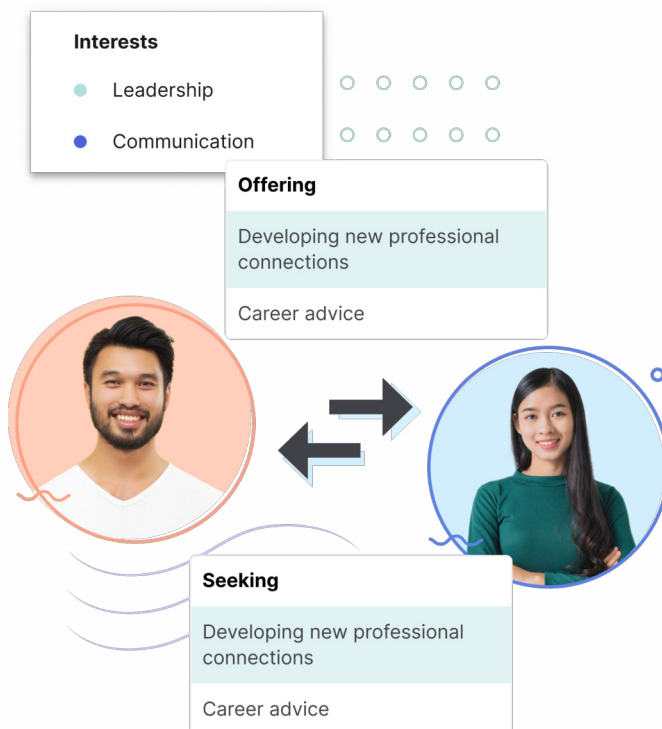 Interests
Leadership
Communication
Offering
Developing new professional
connections
Career advice
Seeking
Developing new professional
connections
Career advice